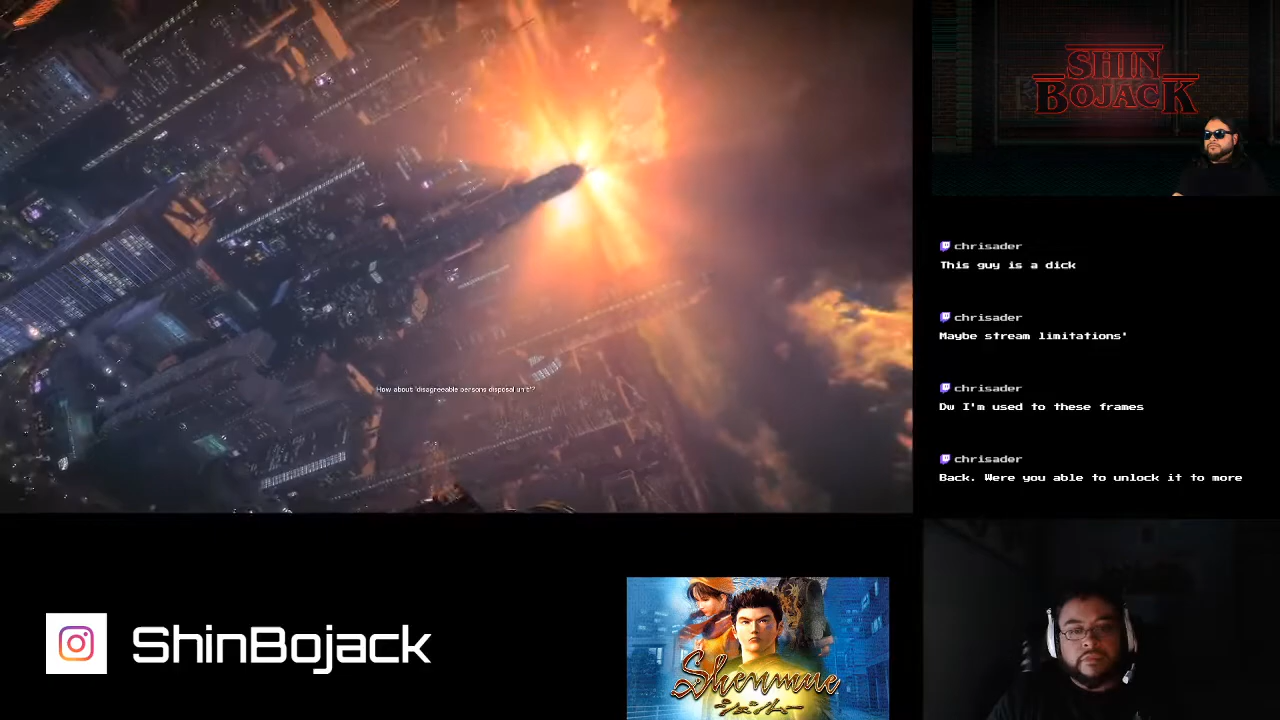 SHIN
BOJACK
chrisader
This guy is a dick
chrisader
Maybe stream limitations'
chrisader
Dw I'm used to these frames
How about 'disagreeable persons disposal unit'?
chrisader
Back. Were you able to unlock it to more
ShinBojack
Shenmue
シェンムー